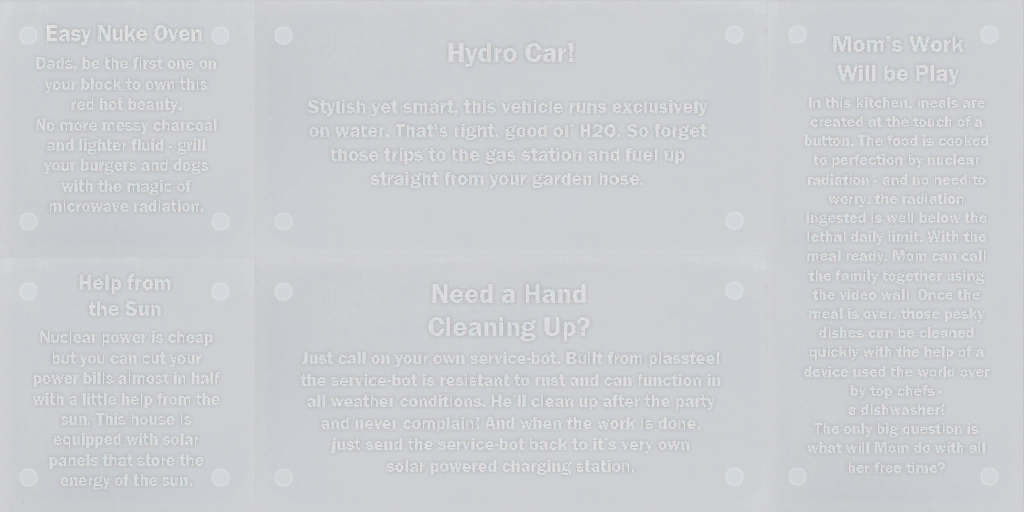 Easy Nuke Oven
Dads, be the first one on
your block to own this
red hot beauty.
No more messy charcoal
and lighter fluid - grill
your burgers and dogs
with the magic of
microwave radiation.
Hydro Car!
Stylish yet smart, this vehicle runs exclusively
on water. That's right, good ol' H2O. So forget
those trips to the gas station and fuel up
straight from your garden hose.
Mom's Work
Will be Play
In this kitchen, meals are
created at the touch of a
button. The food is cooked
to perfection by nuclear
radiation - and no need to
worry, the radiation
ingested is well below the
lethal daily limit. With the
meal ready, Mom can call
the family together using
the video wall. Once the
meal is over, those pesky
dishes can be cleaned
quickly with the help of a
device used the world over
by top chefs -
a dishwasher!
The only big question is
what will Mom do with all
her free time?
Help from
the Sun
Nuclear power is cheap
but you can cut your
power bills almost in half
with a little help from the
sun. This house is
equipped with solar
panels that store the
energy of the sun.
Need a Hand
Cleaning Up?
Just call on your own service-bot. Built from plassteel
the service-bot is resistant to rust and can function in
all weather conditions. He'll clean up after the party
and never complain! And when the work is done,
just send the service-bot back to it's very own
solar powered charging station.